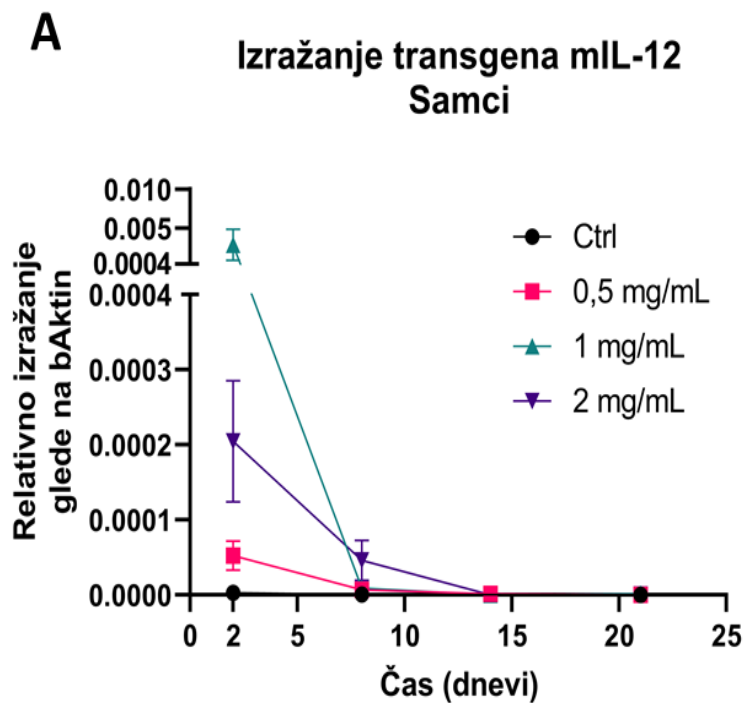 A
Izražanje transgena mIL-12
Samci
Relativno izražanje
glede na bAktin
0.010
0.005
0.0004
0.0004
0.0003
0.0002
0.0001
0.0000
0 2 5 10 15 20 25
Čas (dnevi)
Ctrl
0,5 mg/mL
1 mg/mL
2 mg/mL